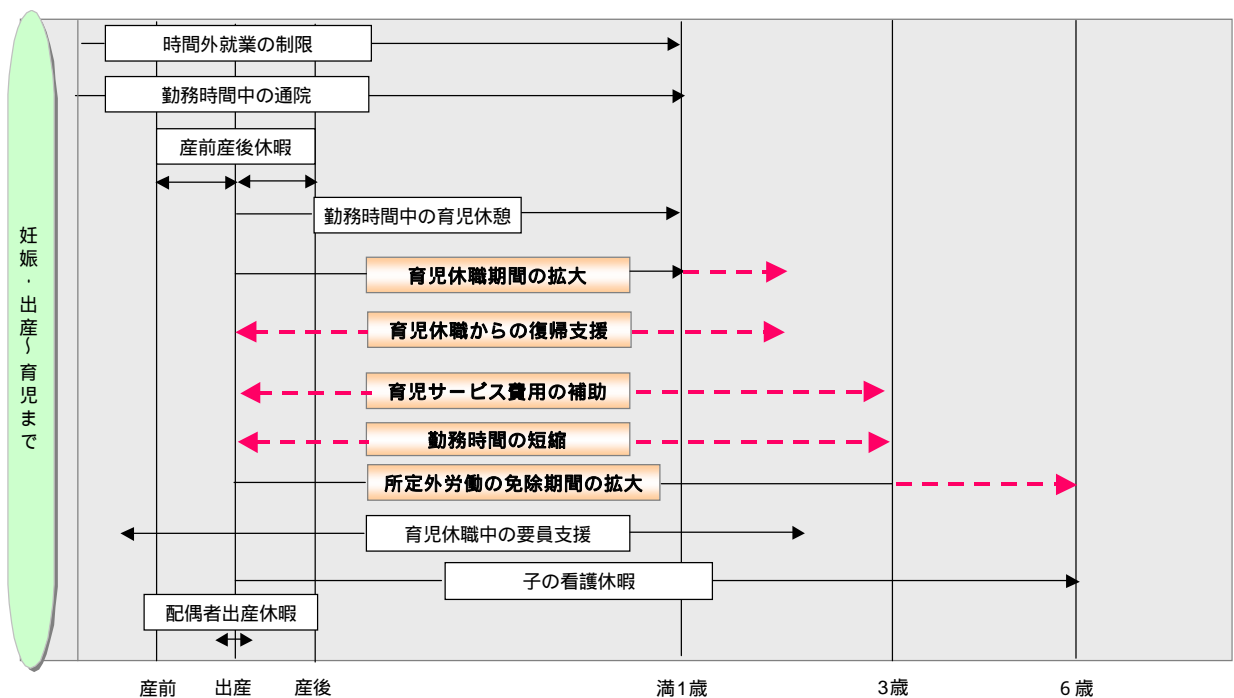 妊娠・出産～育児まで
時間外就業の制限
勤務時間中の通院
産前産後休暇
勤務時間中の育児休憩
育児休職期間の拡大
育児休職からの復帰支援
育児サービス費用の補助
勤務時間の短縮
所定外労働の免除期間の拡大
育児休職中の要員支援
子の看護休暇
配偶者出産休暇
産前 出産 産後 満1歳 3歳 6歳